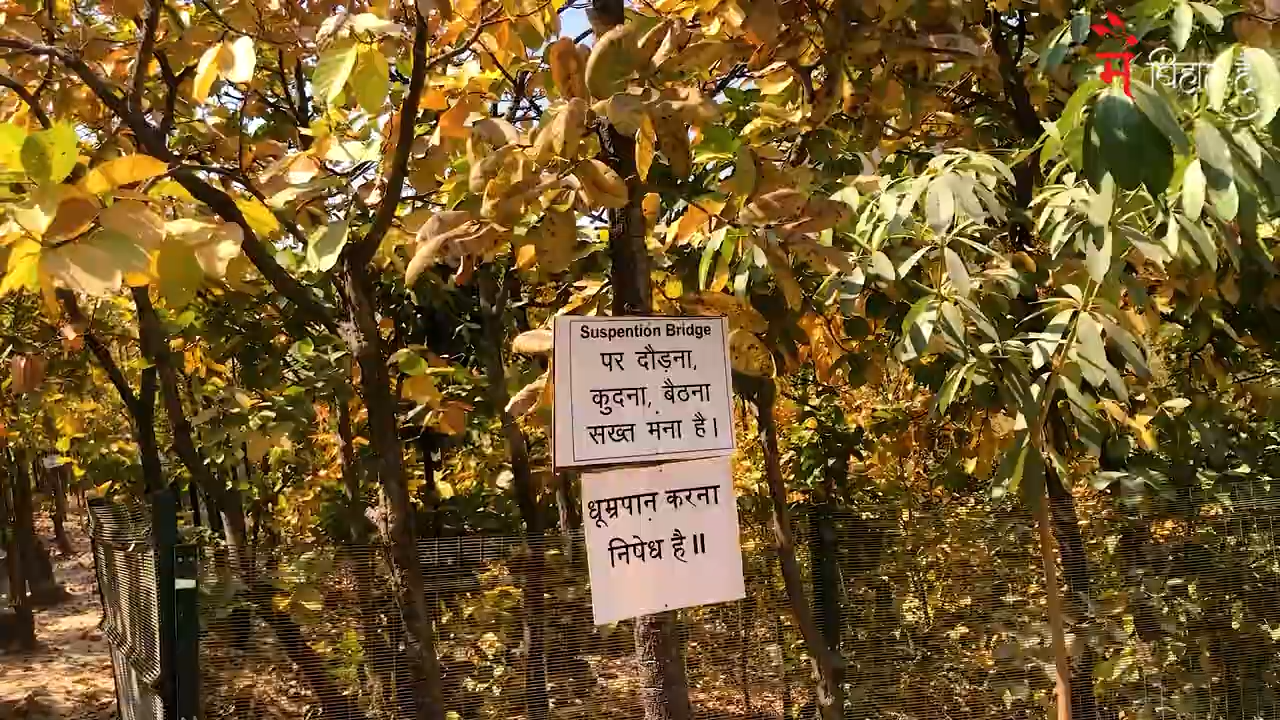 मैं बिहार हूँ
Suspention Bridge
पर दौड़ना,
कुदना, बैठना
सख्त मना है।
धूम्रपान करना
निषेध है॥